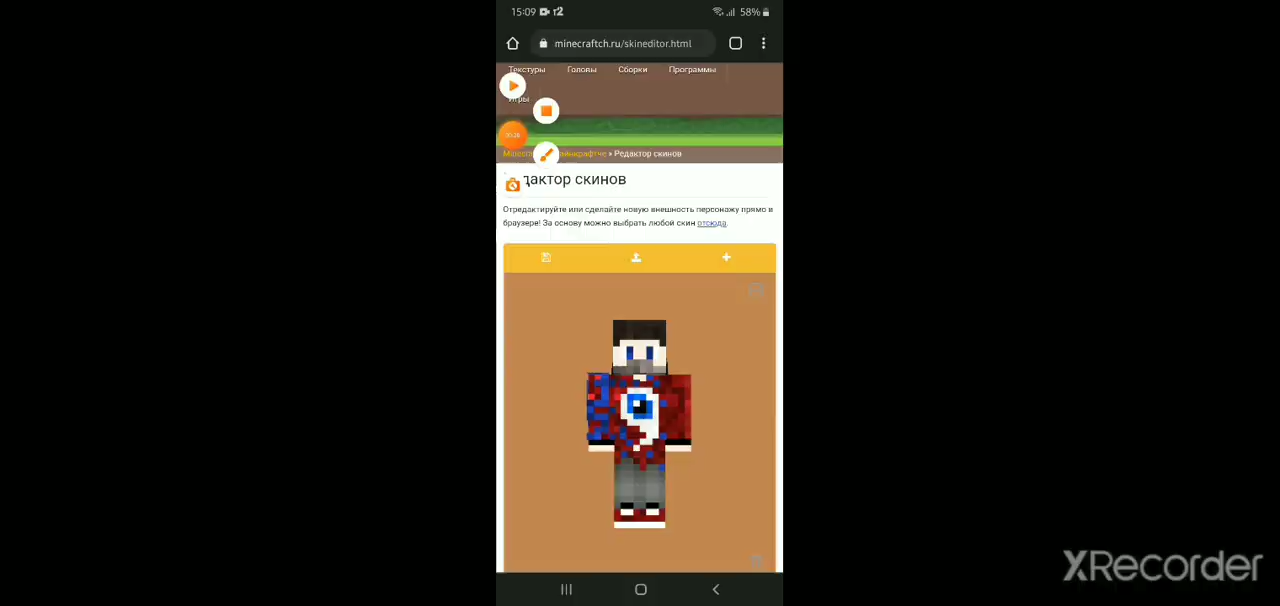 15:09
58%
minecraftch.ru/skineditor.html
Текстуры Головы Сборки Программы
Игры
» Редактор скинов
дактор скинов
Отредактируйте или сделайте новую внешность персонажу прямо в
браузере! За основу можно выбрать любой скин отсюда.
XRecorder